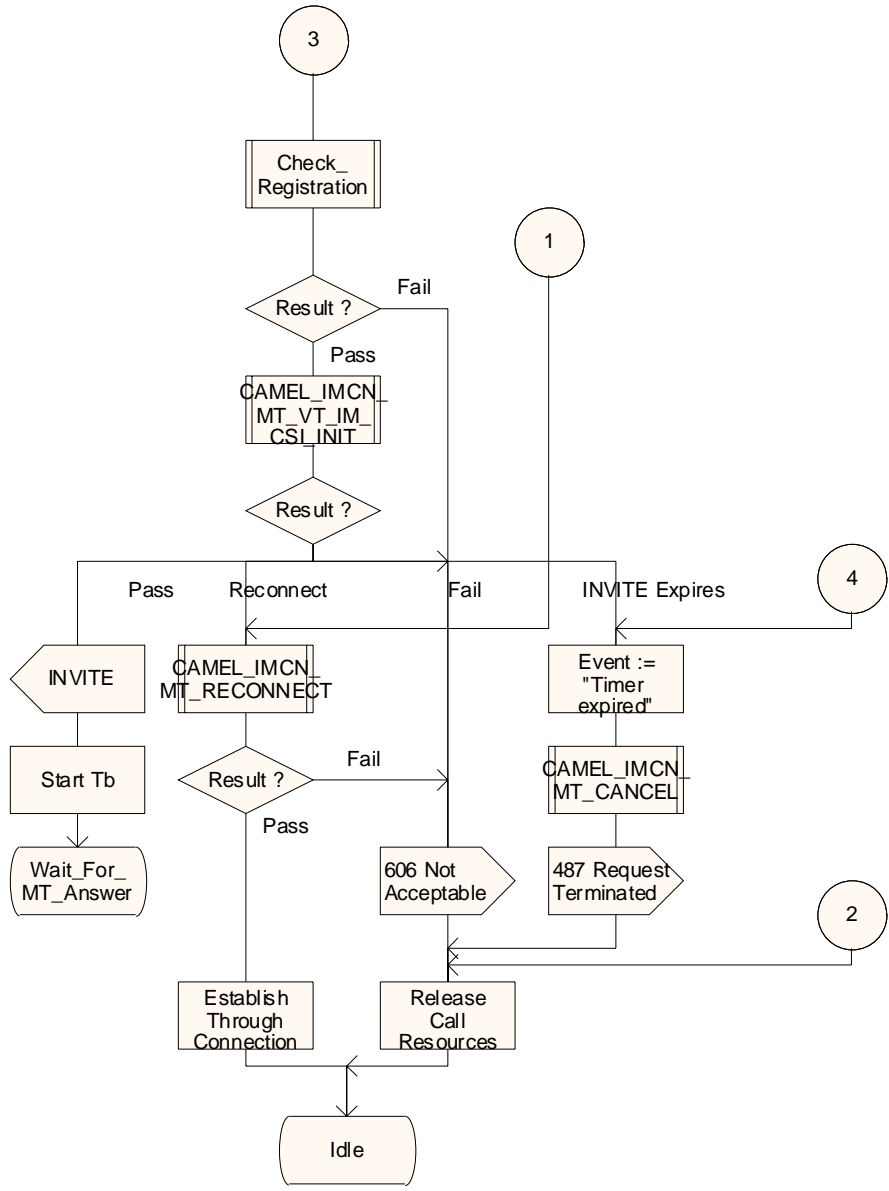 3
Check_
Registration
1
Result ?
Fail
Pass
CAMEL_IMCN_
MT_VT_IM_
CSI_INIT
Result ?
4
Pass
Reconnect
Fail
INVITE Expires
INVITE
CAMEL_IMCN_
MT_RECONNECT
Event :=
"Timer
expired"
Start Tb
Result ?
Fail
CAMEL_IMCN_
MT_CANCEL
Pass
Wait_For_
MT_Answer
606 Not
Acceptable
487 Request
Terminated
2
Establish
Through
Connection
Release
Call
Resources
Idle